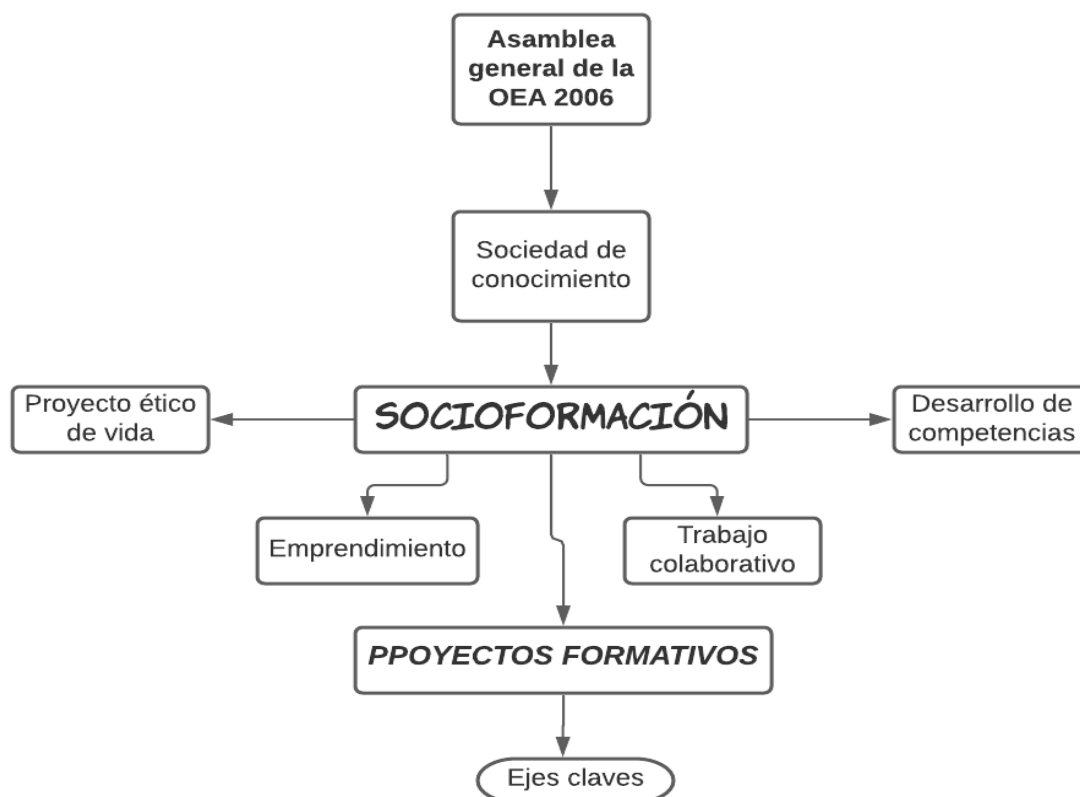 Asamblea
general de la
OEA 2006
Sociedad de
conocimiento
Proyecto ético
de vida
SOCIOFORMACIÓN
Desarrollo de
competencias
Emprendimiento
Trabajo
colaborativo
PPOYECTOS FORMATIVOS
Ejes claves